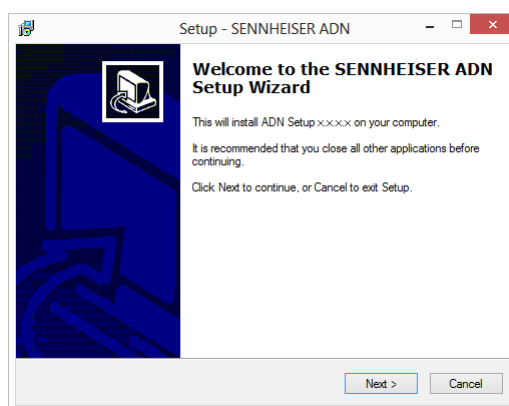 Setup - SENNHEISER ADN
Welcome to the SENNHEISER ADN
Setup Wizard
This will install ADN Setup x.x.x.x on your computer.
It is recommended that you close all other applications before
continuing.
Click Next to continue, or Cancel to exit Setup.
Next >
Cancel